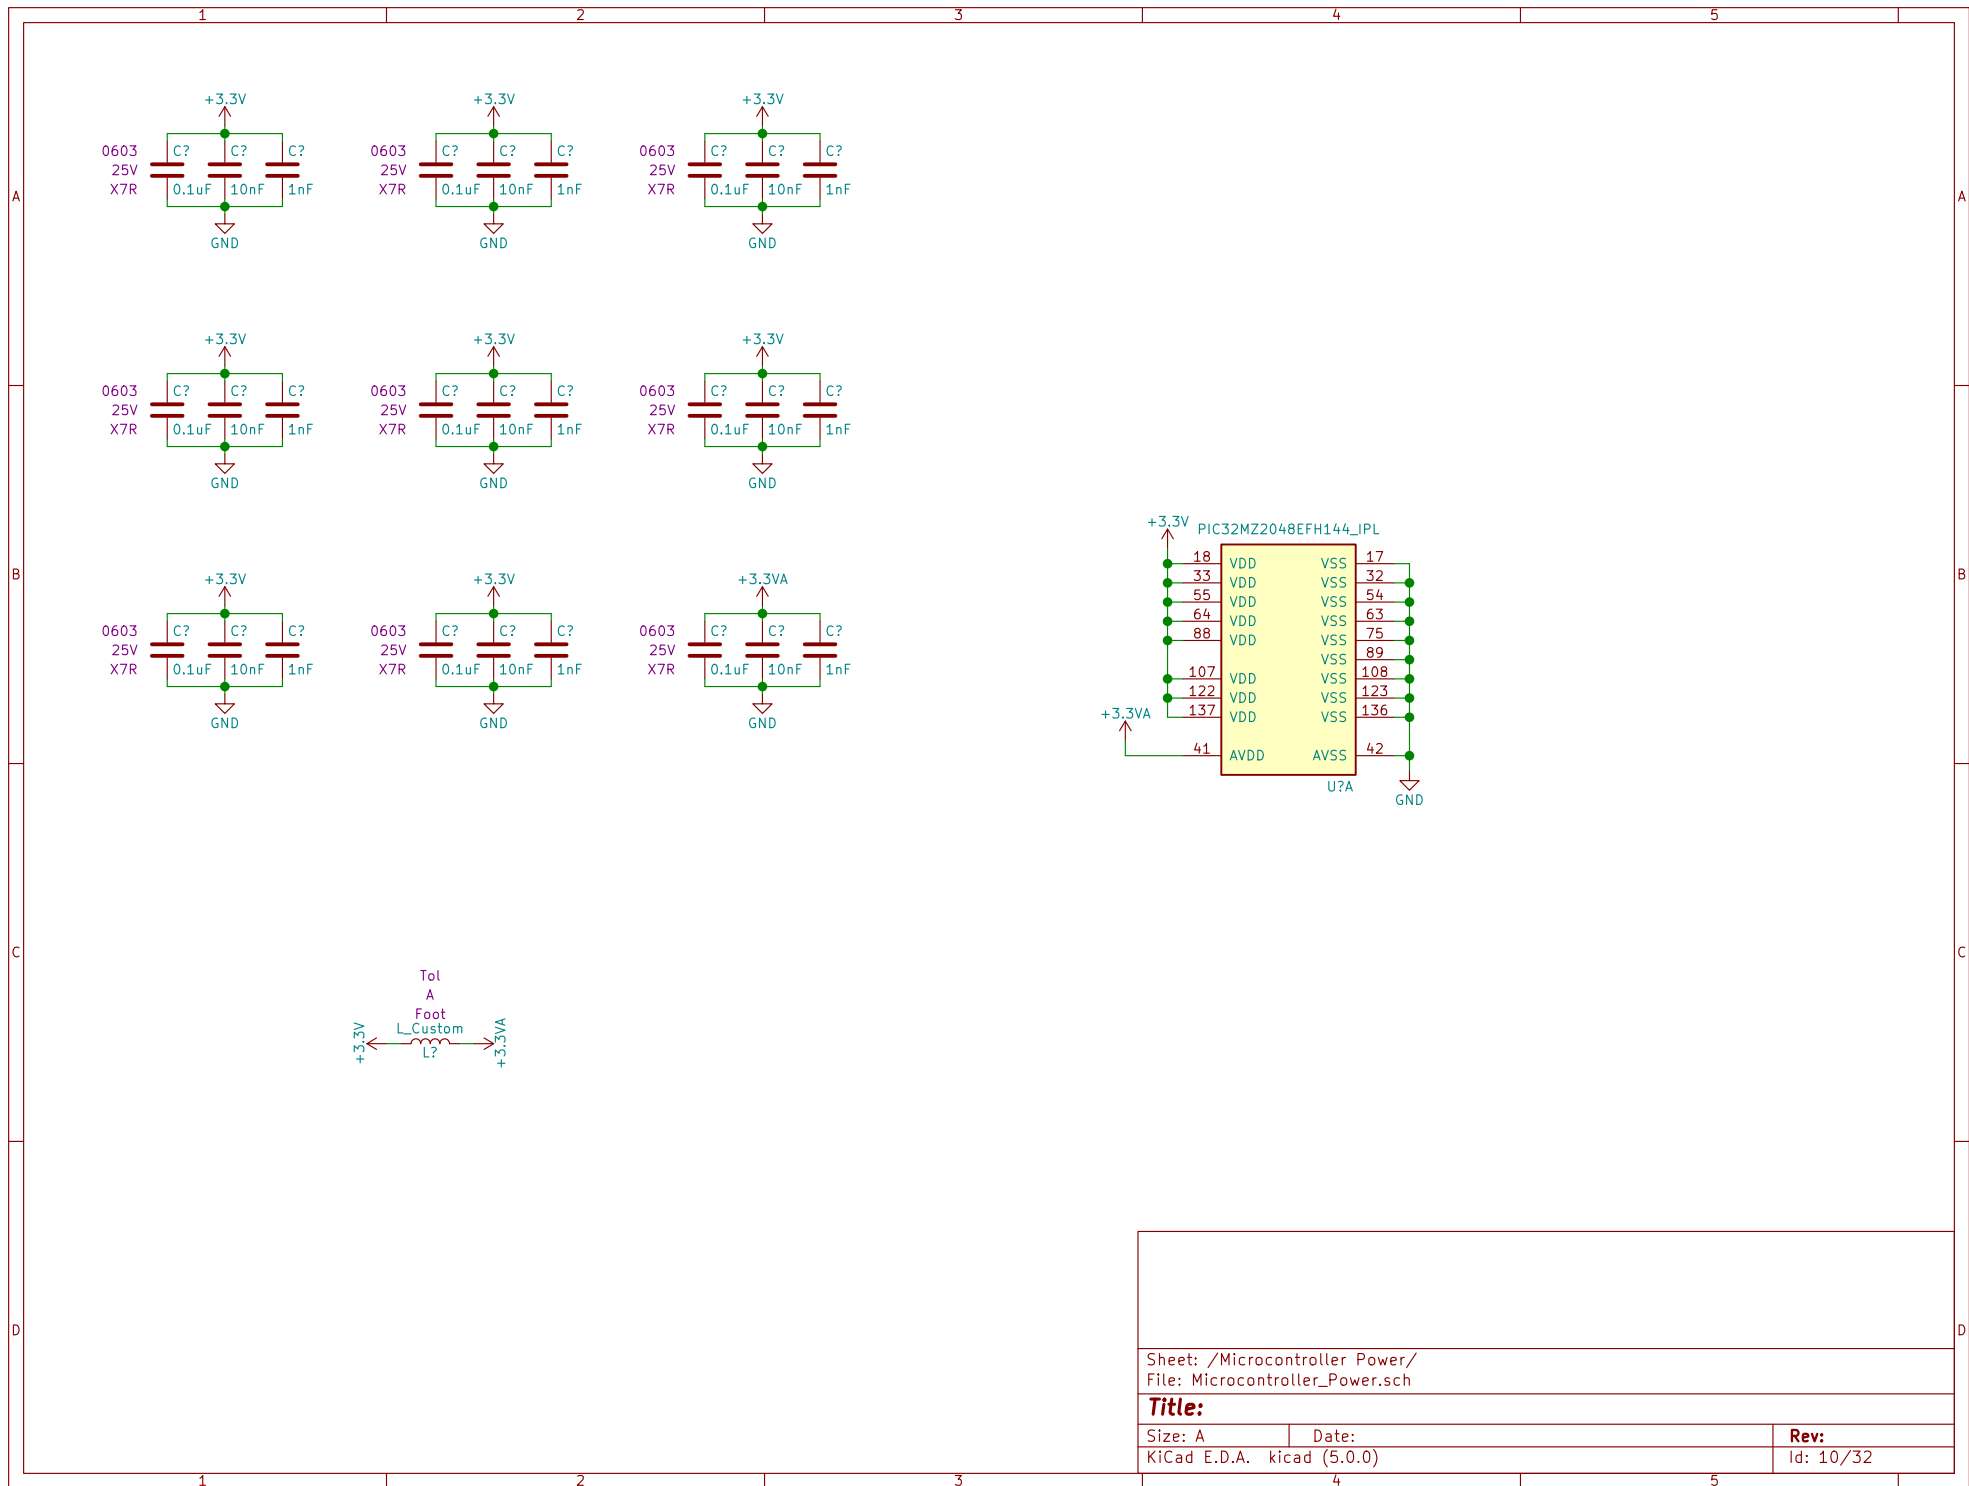 1 2 3 4 5
+3.3V +3.3V +3.3V
0603 C? C? C? 0603 C? C? C? 0603 C? C? C?
25V 25V 25V
X7R 0.1uF 10nF 1nF X7R 0.1uF 10nF 1nF X7R 0.1uF 10nF 1nF
A A
GND GND GND
+3.3V +3.3V +3.3V
0603 C? C? C? 0603 C? C? C? 0603 C? C? C?
25V 25V 25V
X7R 0.1uF 10nF 1nF X7R 0.1uF 10nF 1nF X7R 0.1uF 10nF 1nF
GND GND GND
+3.3V PIC32MZ2048EFH144_IPL
18 VDD VSS 17
B B
+3.3V +3.3V +3.3VA
33 VDD VSS 32
55 VDD VSS 54
64 VDD VSS 63
0603 C? C? C? 0603 C? C? C? 0603 C? C? C?
88 VDD VSS 75
25V 25V 25V
VSS 89
X7R 0.1uF 10nF 1nF X7R 0.1uF 10nF 1nF X7R 0.1uF 10nF 1nF
107 VDD VSS 108
122 VDD VSS 123
+3.3VA
137 VDD VSS 136
GND GND GND
41 AVDD AVSS 42
U?A
GND
C C
Tol
A
Foot
L_Custom
+3.3V +3.3VA
L?
D D
Sheet: /Microcontroller Power/
File: Microcontroller_Power.sch
Title:
Size: A Date: Rev:
KiCad E.D.A. kicad (5.0.0) Id: 10/32
1 2 3 4 5